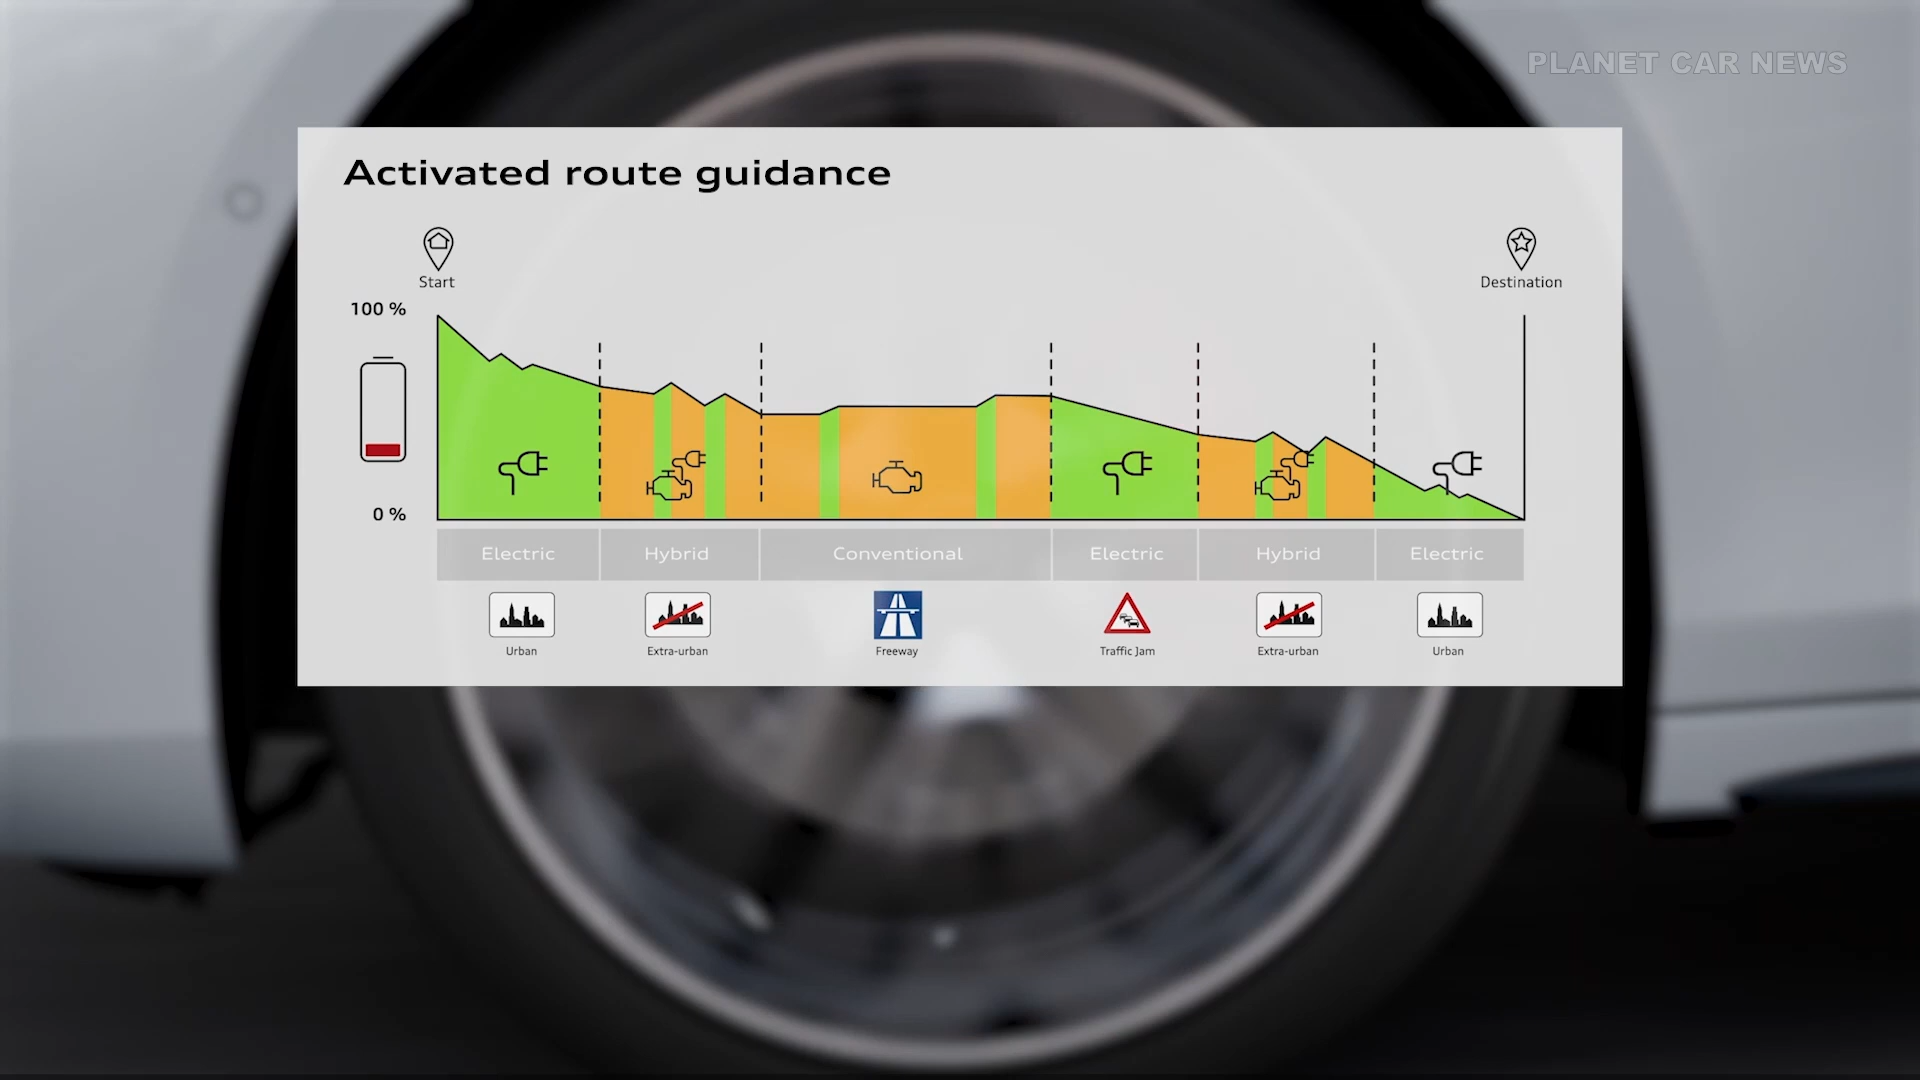 PLANET CAR NEWS
Activated route guidance
Start
Destination
100 %
0 %
Electric Hybrid Conventional Electric Hybrid Electric
Urban Extra-urban Freeway Traffic Jam Extra-urban Urban